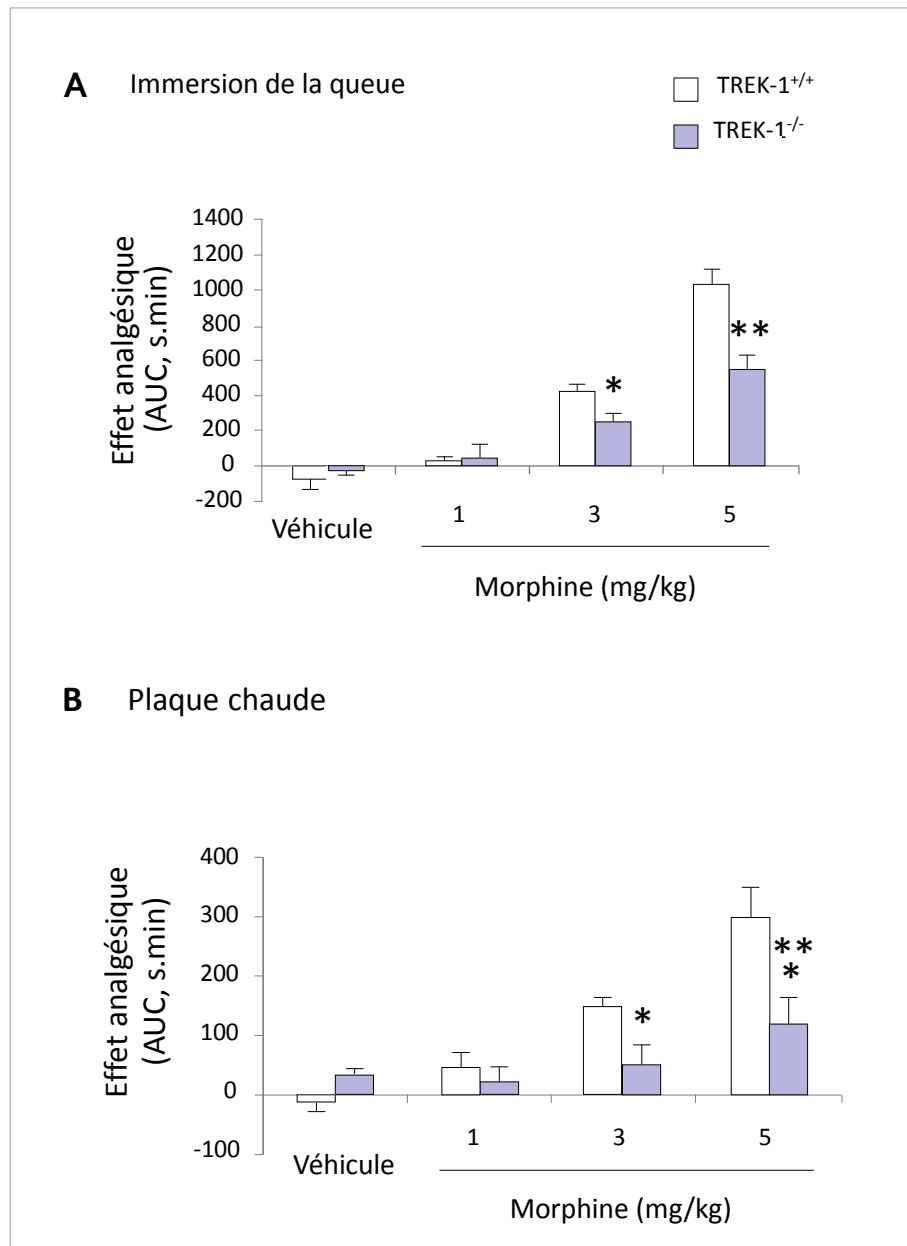 A Immersion de la queue
TREK-1+/+
TREK-1-/-
Effet analgésique
(AUC, s.min)
1400
1200
1000
800
600
400
200
0
-200
*
**
Véhicule
1 3 5
Morphine (mg/kg)
B Plaque chaude
Effet analgésique
(AUC, s.min)
400
300
200
100
0
-100
*
**
*
Véhicule
1 3 5
Morphine (mg/kg)